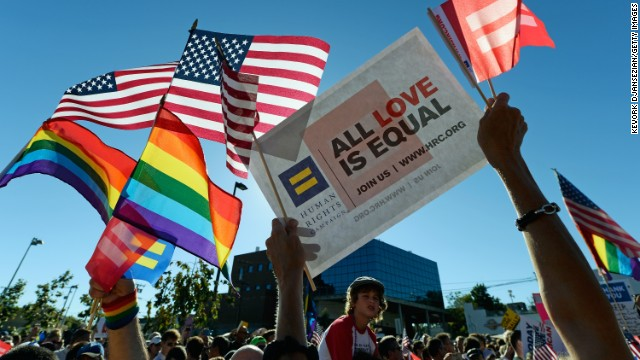 ALL LOVE
IS EQUAL
JOIN US | WWW.HRC.ORG
HUMAN
RIGHTS
CAMPAIGN
KEVORK DJANSEZIAN/GETTY IMAGES